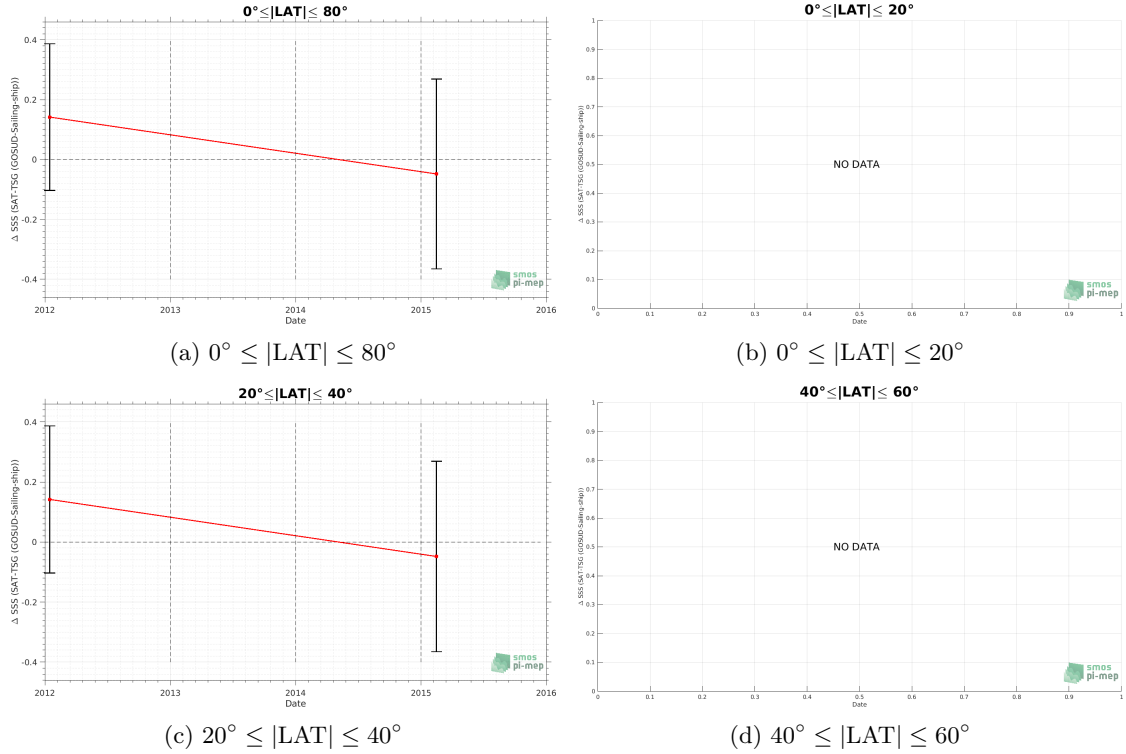 0°≤|LAT|≤ 80°
Δ SSS (SAT-TSG (GOSUD-Sailing-ship))
0.4
0.2
0
-0.2
-0.4
2012 2013 2014 2015 2016
Date
smos
pi-mep
(a) 0° ≤ |LAT| ≤ 80°
0°≤|LAT|≤ 20°
Δ SSS (SAT-TSG (GOSUD-Sailing-ship))
1
0.9
0.8
0.7
0.6
0.5
0.4
0.3
0.2
0.1
0
NO DATA
0 0.1 0.2 0.3 0.4 0.5 0.6 0.7 0.8 0.9 1
Date
smos
pi-mep
(b) 0° ≤ |LAT| ≤ 20°
20°≤|LAT|≤ 40°
Δ SSS (SAT-TSG (GOSUD-Sailing-ship))
0.4
0.2
0
-0.2
-0.4
2012 2013 2014 2015 2016
Date
smos
pi-mep
(c) 20° ≤ |LAT| ≤ 40°
40°≤|LAT|≤ 60°
Δ SSS (SAT-TSG (GOSUD-Sailing-ship))
1
0.9
0.8
0.7
0.6
0.5
0.4
0.3
0.2
0.1
0
NO DATA
0 0.1 0.2 0.3 0.4 0.5 0.6 0.7 0.8 0.9 1
Date
smos
pi-mep
(d) 40° ≤ |LAT| ≤ 60°